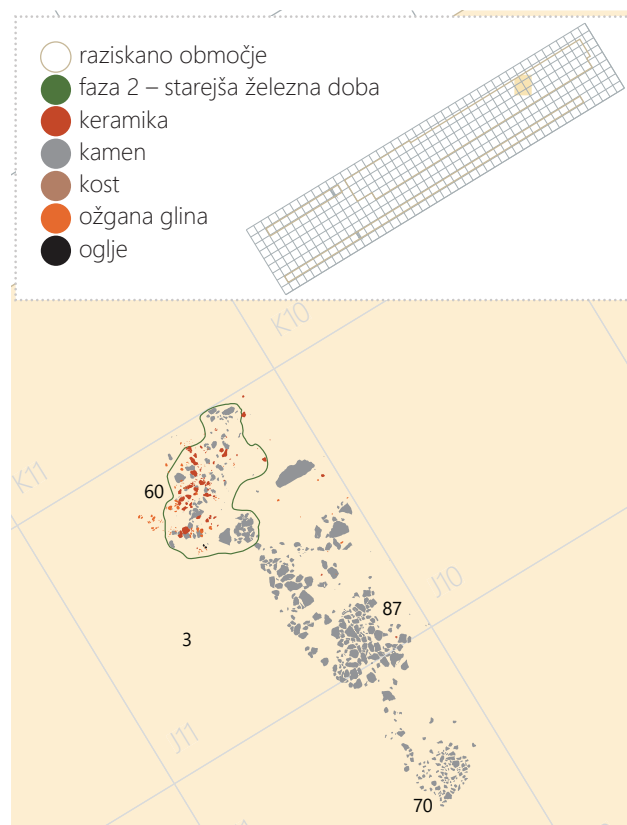 raziskano območje
faza 2 – starejša železna doba
keramika
kamen
kost
ožgana glina
oglje
K10
K11
60
J10
87
3
J11
70